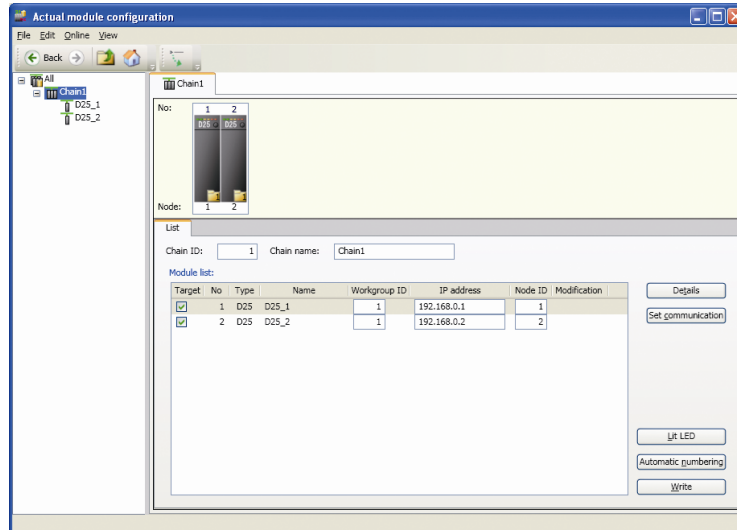 Actual module configuration
File Edit Online View
Back
All
Chain1
D25_1
D25_2
Chain1
No: 1 2
D25 D25
1 1
Node: 1 2
List
Chain ID: 1 Chain name: Chain1
Module list:
Target No Type Name Workgroup ID IP address Node ID Modification
1 D25 D25_1 1 192.168.0.1 1
2 D25 D25_2 1 192.168.0.2 2
Details
Set communication
Lit LED
Automatic numbering
Write